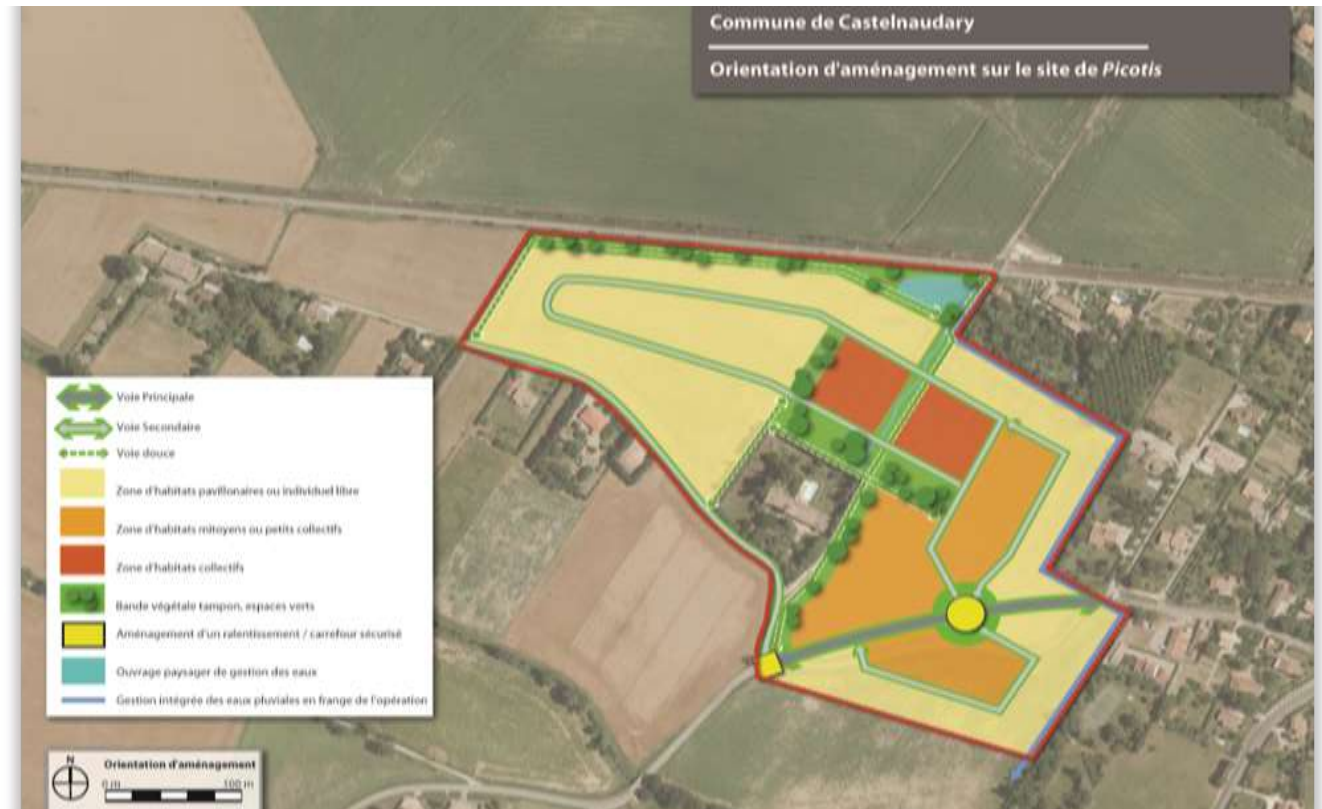 Commune de Castelnaudary
Orientation d'aménagement sur le site de Picotis
Voie Principale
Voie Secondaire
Voie douce
Zone d'habitats pavillonaires ou individuel libre
Zone d'habitats mitoyens ou petits collectifs
Zone d'habitats collectifs
Bande végétale tampon, espaces verts
Aménagement d'un ralentissement / carrefour sécurisé
Ouvrage paysager de gestion des eaux
Gestion intégrée des eaux pluviales en frange de l'opération
N
Orientation d'aménagement
0 m 100 m